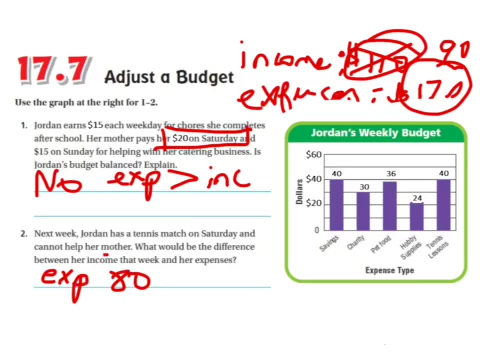 17.7 Adjust a Budget
income: $ 90
expences = $170
Use the graph at the right for 1–2.
1. Jordan earns $15 each weekday for chores she completes
after school. Her mother pays her $20 on Saturday and
$15 on Sunday for helping with her catering business. Is
Jordan's budget balanced? Explain.
No exp > inc
2. Next week, Jordan has a tennis match on Saturday and
cannot help her mother. What would be the difference
between her income that week and her expenses?
exp 80
Jordan's Weekly Budget
$60
$40
$20
0
Dollars
40
30
36
24
40
Savings
Charity
Pet food
Hobby
Supplies
Tennis
Lessons
Expense Type